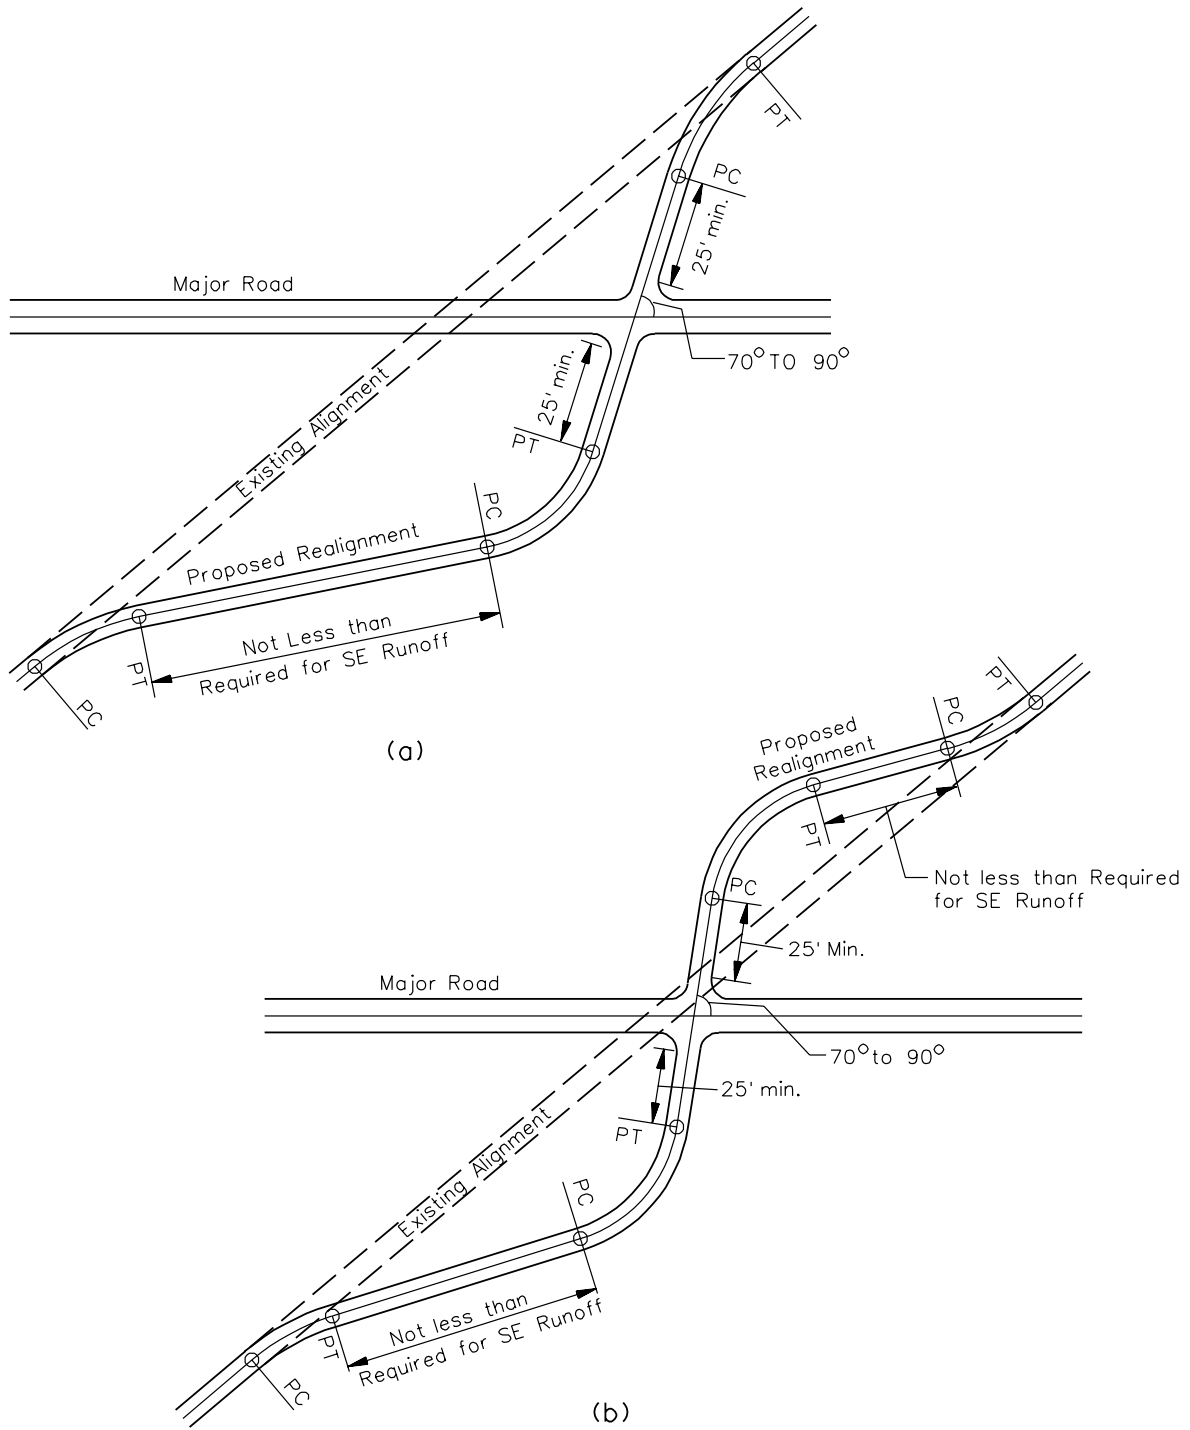 PT
PC
25' min.
Major Road
70° TO 90°
25' min.
Existing Alignment
PT
PC
Proposed Realignment
Not Less than
Required for SE Runoff
PT
PC
(a)
PT
PC
Proposed
Realignment
PT
Not less than Required
for SE Runoff
PC
25' Min.
Major Road
70° to 90°
25' min.
PT
Existing Alignment
PC
Not less than
Required for SE Runoff
PT
PC
(b)